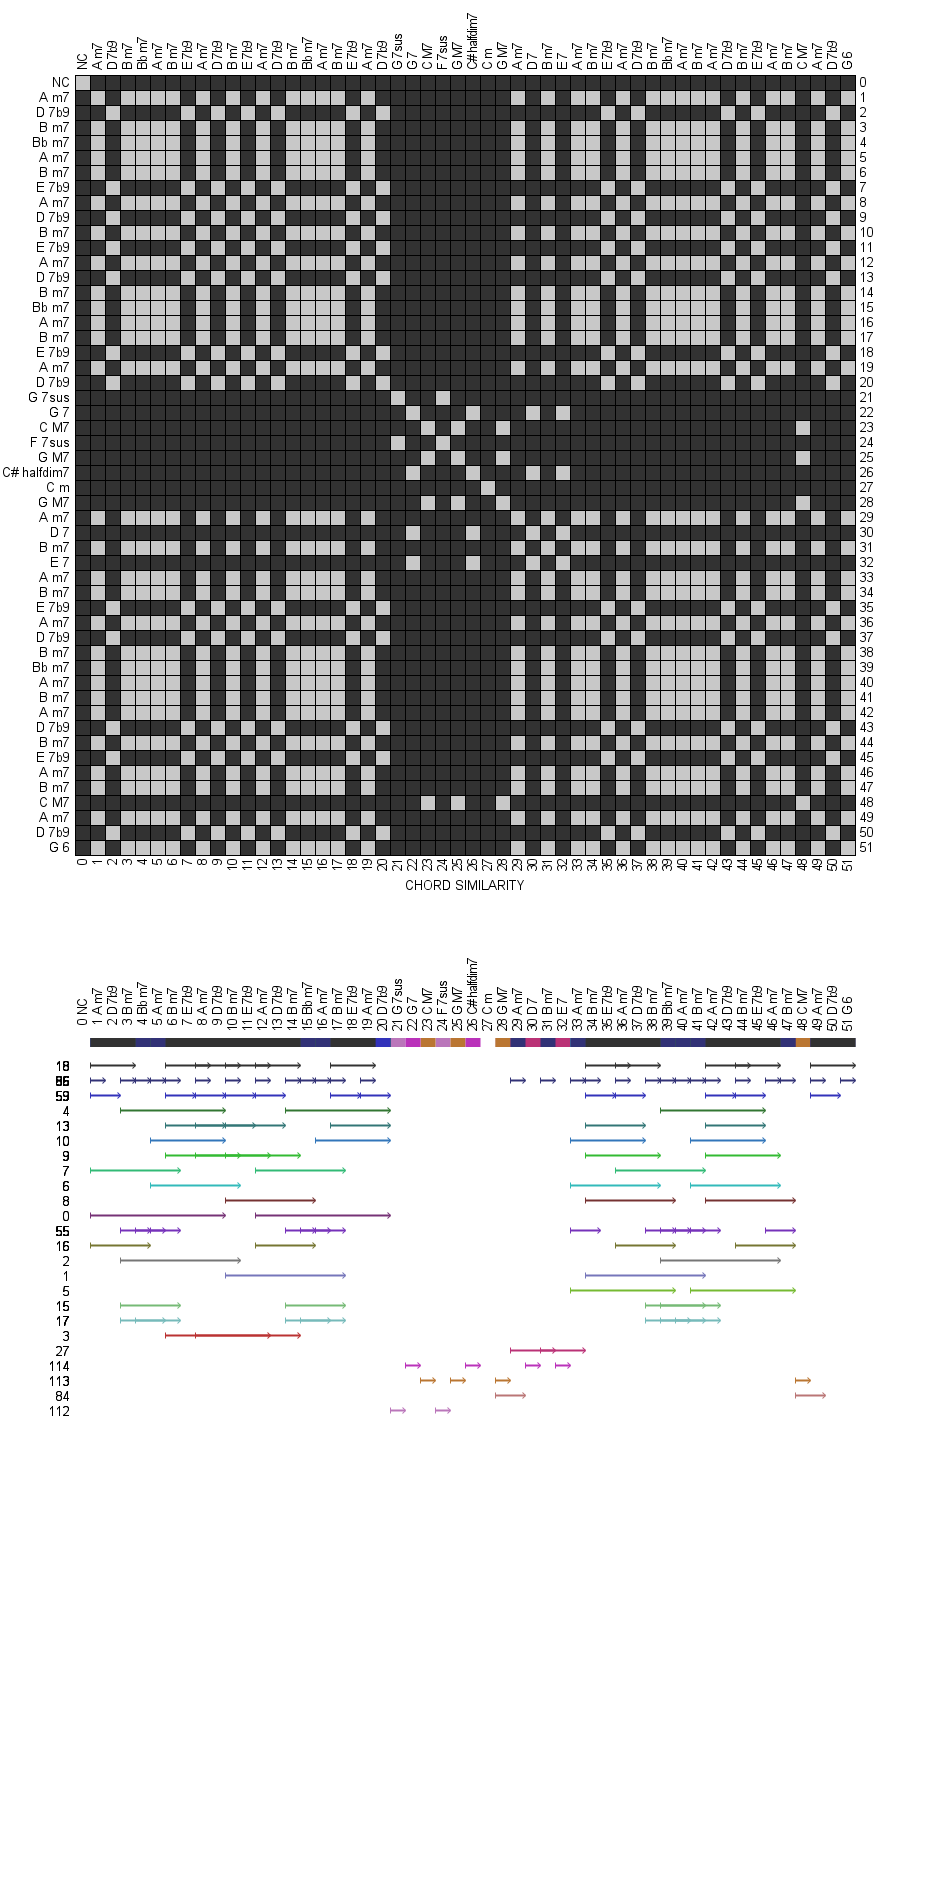 NC A m7 D 7b9 B m7 Bb m7 A m7 B m7 E 7b9 A m7 D 7b9 B m7 E 7b9 A m7 D 7b9 B m7 Bb m7 A m7 B m7 E 7b9 A m7 D 7b9 G 7sus G 7 C M7 F 7sus G M7 C# halfdim7 C m G M7 A m7 D 7 B m7 E 7 A m7 B m7 E 7b9 A m7 D 7b9 B m7 Bb m7 A m7 B m7 A m7 D 7b9 B m7 E 7b9 A m7 B m7 C M7 A m7 D 7b9 G 6
NC 0
A m7 1
D 7b9 2
B m7 3
Bb m7 4
A m7 5
B m7 6
E 7b9 7
A m7 8
D 7b9 9
B m7 10
E 7b9 11
A m7 12
D 7b9 13
B m7 14
Bb m7 15
A m7 16
B m7 17
E 7b9 18
A m7 19
D 7b9 20
G 7sus 21
G 7 22
C M7 23
F 7sus 24
G M7 25
C# halfdim7 26
C m 27
G M7 28
A m7 29
D 7 30
B m7 31
E 7 32
A m7 33
B m7 34
E 7b9 35
A m7 36
D 7b9 37
B m7 38
Bb m7 39
A m7 40
B m7 41
A m7 42
D 7b9 43
B m7 44
E 7b9 45
A m7 46
B m7 47
C M7 48
A m7 49
D 7b9 50
G 6 51
0 1 2 3 4 5 6 7 8 9 10 11 12 13 14 15 16 17 18 19 20 21 22 23 24 25 26 27 28 29 30 31 32 33 34 35 36 37 38 39 40 41 42 43 44 45 46 47 48 49 50 51
CHORD SIMILARITY
0 NC 1 A m7 2 D 7b9 3 B m7 4 Bb m7 5 A m7 6 B m7 7 E 7b9 8 A m7 9 D 7b9 10 B m7 11 E 7b9 12 A m7 13 D 7b9 14 B m7 15 Bb m7 16 A m7 17 B m7 18 E 7b9 19 A m7 20 D 7b9 21 G 7sus 22 G 7 23 C M7 24 F 7sus 25 G M7 26 C# halfdim7 27 C m 28 G M7 29 A m7 30 D 7 31 B m7 32 E 7 33 A m7 34 B m7 35 E 7b9 36 A m7 37 D 7b9 38 B m7 39 Bb m7 40 A m7 41 B m7 42 A m7 43 D 7b9 44 B m7 45 E 7b9 46 A m7 47 B m7 48 C M7 49 A m7 50 D 7b9 51 G 6
4
13
10
9
7
6
8
0
55
16
2
1
5
15
17
3
27
114
113
84
112